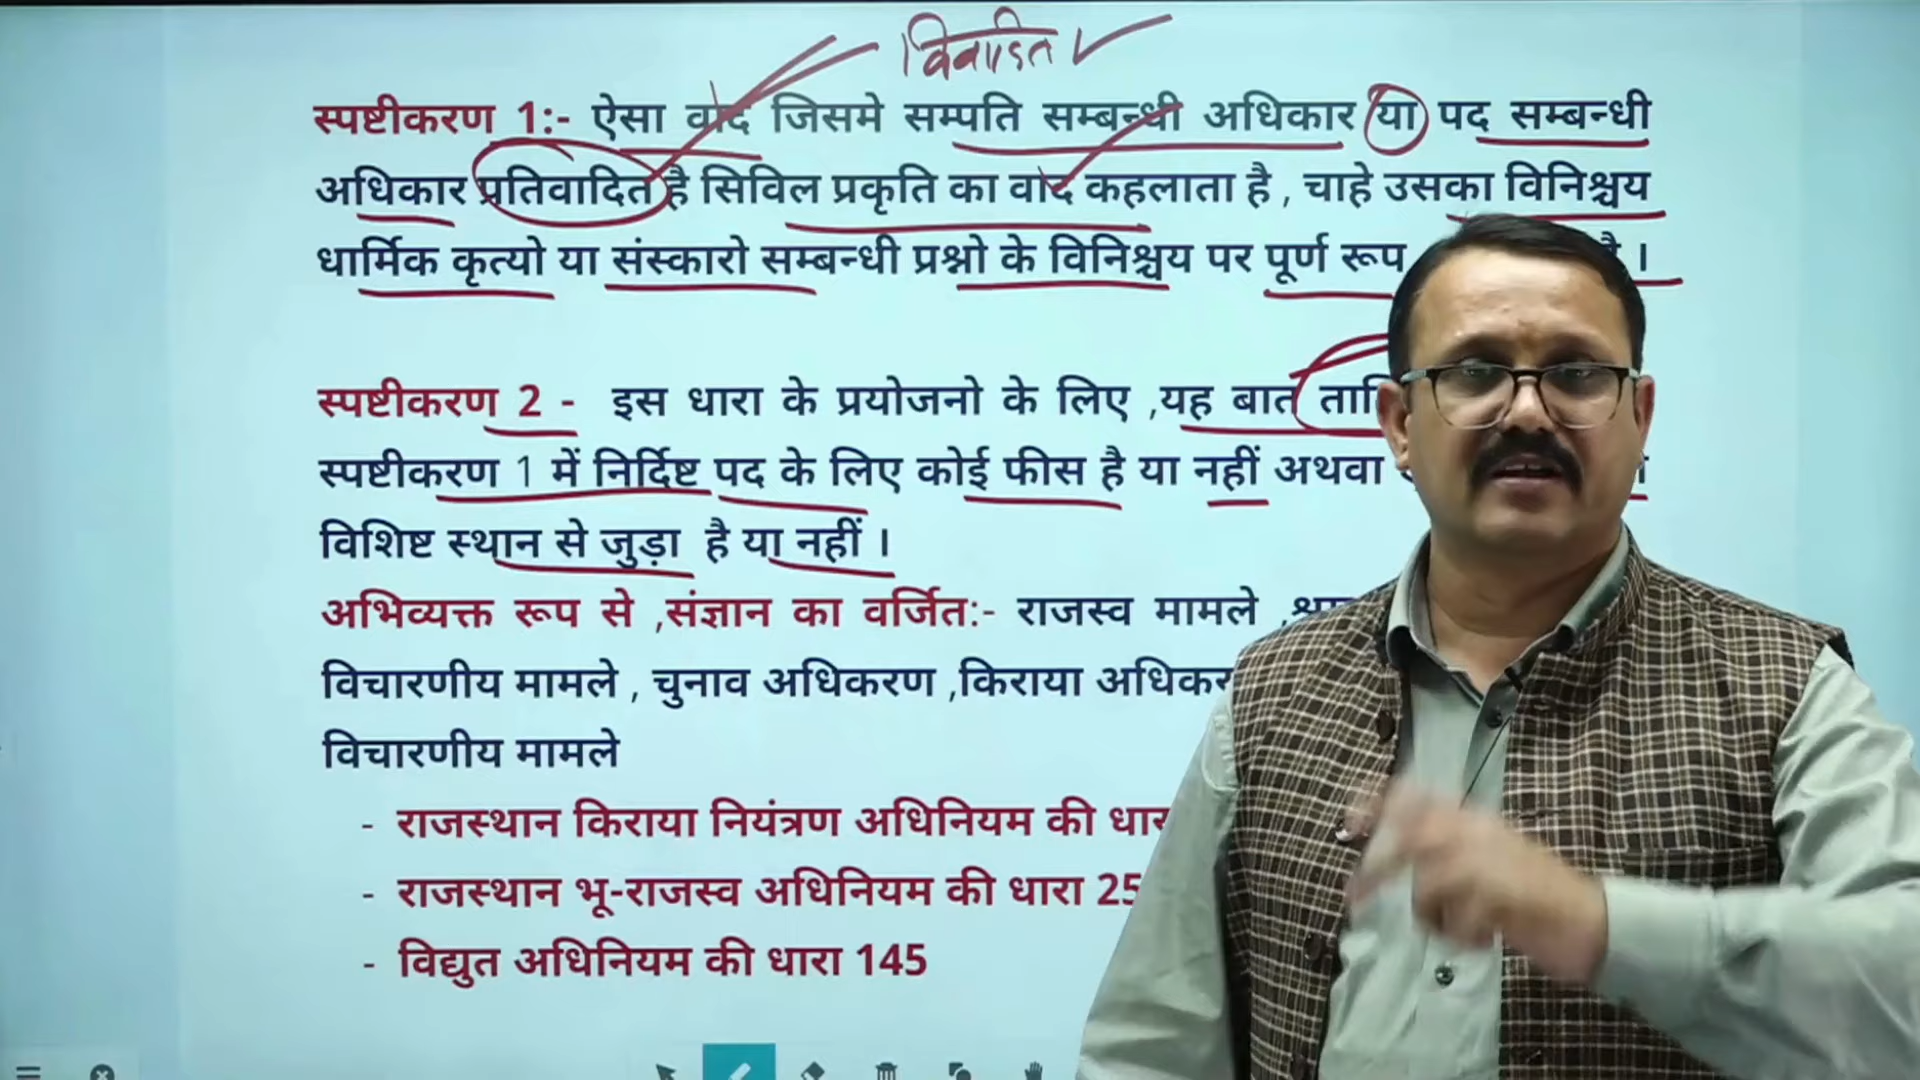 विवादित
स्पष्टीकरण 1:- ऐसा वाद जिसमे सम्पति सम्बन्धी अधिकार या पद सम्बन्धी
अधिकार प्रतिवादित है सिविल प्रकृति का वाद कहलाता है , चाहे उसका विनिश्चय
धार्मिक कृत्यो या संस्कारो सम्बन्धी प्रश्नो के विनिश्चय पर पूर्ण रूप है ।
स्पष्टीकरण 2 - इस धारा के प्रयोजनो के लिए ,यह बात
स्पष्टीकरण 1 में निर्दिष्ट पद के लिए कोई फीस है या नहीं अथवा
विशिष्ट स्थान से जुड़ा है या नहीं ।
अभिव्यक्त रूप से ,संज्ञान का वर्जित:- राजस्व मामले ,
विचारणीय मामले , चुनाव अधिकरण ,किराया
विचारणीय मामले
- राजस्थान किराया नियंत्रण अधिनियम की
- राजस्थान भू-राजस्व अधिनियम की धारा 25
- विद्युत अधिनियम की धारा 145